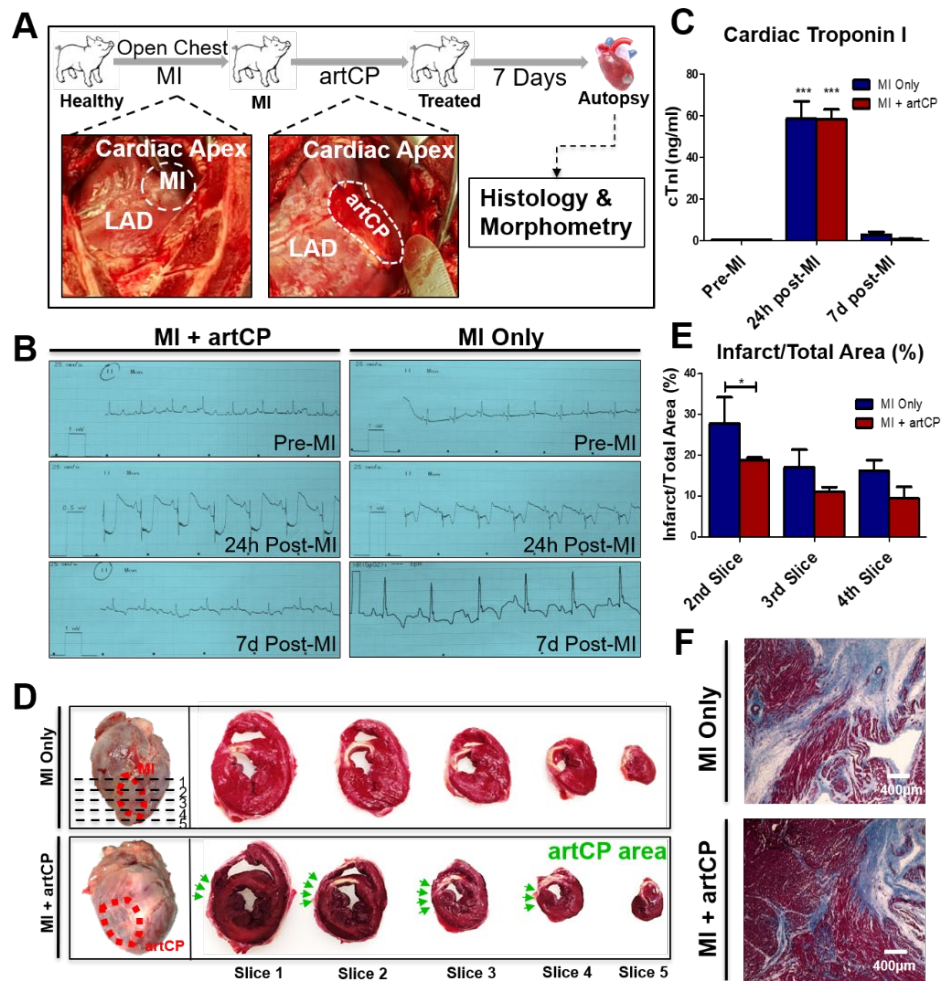 A
Open Chest
MI
artCP
7 Days
Healthy
MI
Treated
Autopsy
Cardiac Apex
MI
LAD
Cardiac Apex
artCP
LAD
Histology &
Morphometry
C
Cardiac Troponin I
MI Only
MI + artCP
*** ***
cTnI (ng/ml)
80
60
40
20
0
Pre-MI
24h post-MI
7d post-MI
B
MI + artCP
MI Only
Pre-MI
Pre-MI
24h Post-MI
24h Post-MI
7d Post-MI
7d Post-MI
E
Infarct/Total Area (%)
MI Only
MI + artCP
*
Infarct/Total Area (%)
40
30
20
10
0
2nd Slice
3rd Slice
4th Slice
D
MI Only
MI
1
2
3
4
5
MI + artCP
artCP
artCP area
Slice 1
Slice 2
Slice 3
Slice 4
Slice 5
F
MI Only
400µm
MI + artCP
400µm